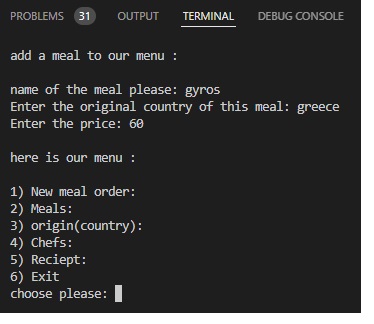 PROBLEMS 31 OUTPUT TERMINAL DEBUG CONSOLE
add a meal to our menu :
name of the meal please: gyros
Enter the original country of this meal: greece
Enter the price: 60
here is our menu :
1) New meal order:
2) Meals:
3) origin(country):
4) Chefs:
5) Reciept:
6) Exit
choose please: